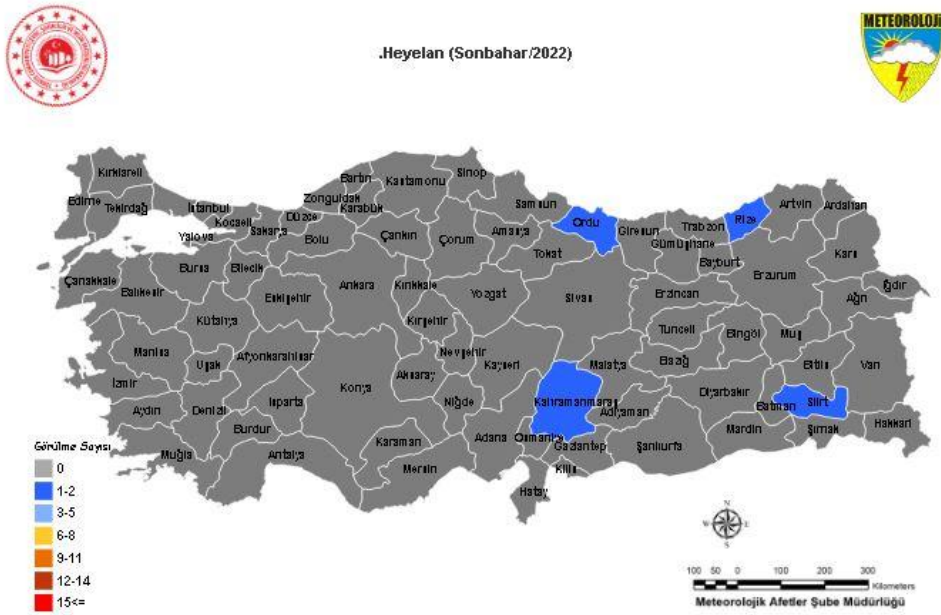 METEOROLOJİ
.Heyelan (Sonbahar/2022)
Kırklareli
Edirne
Tekirdağ
İstanbul
Kocaeli
Yalova
Sakarya
Düzce
Zonguldak
Bartın
Karabük
Kastamonu
Sinop
Samsun
Ordu
Giresun
Trabzon
Rize
Artvin
Ardahan
Gümüşhane
Bayburt
Kars
Iğdır
Ağrı
Erzurum
Erzincan
Tokat
Amasya
Çorum
Çankırı
Bolu
Bilecik
Bursa
Çanakkale
Balıkesir
Kütahya
Eskişehir
Ankara
Kırıkkale
Yozgat
Sivas
Kırşehir
Nevşehir
Kayseri
Malatya
Elazığ
Tunceli
Bingöl
Muş
Bitlis
Van
Manisa
Uşak
Afyonkarahisar
Konya
Aksaray
Niğde
Kahramanmaraş
Adıyaman
Diyarbakır
Batman
Siirt
Şırnak
Hakkari
Mardin
Şanlıurfa
Gaziantep
Kilis
Osmaniye
Adana
Hatay
Mersin
Karaman
Antalya
Isparta
Burdur
Denizli
Aydın
İzmir
Muğla
Görülme Sayısı
0
1-2
3-5
6-8
9-11
12-14
15<=
N
W
E
S
100 50 0 100 200 300
Kilometers
Meteorolojik Afetler Şube Müdürlüğü